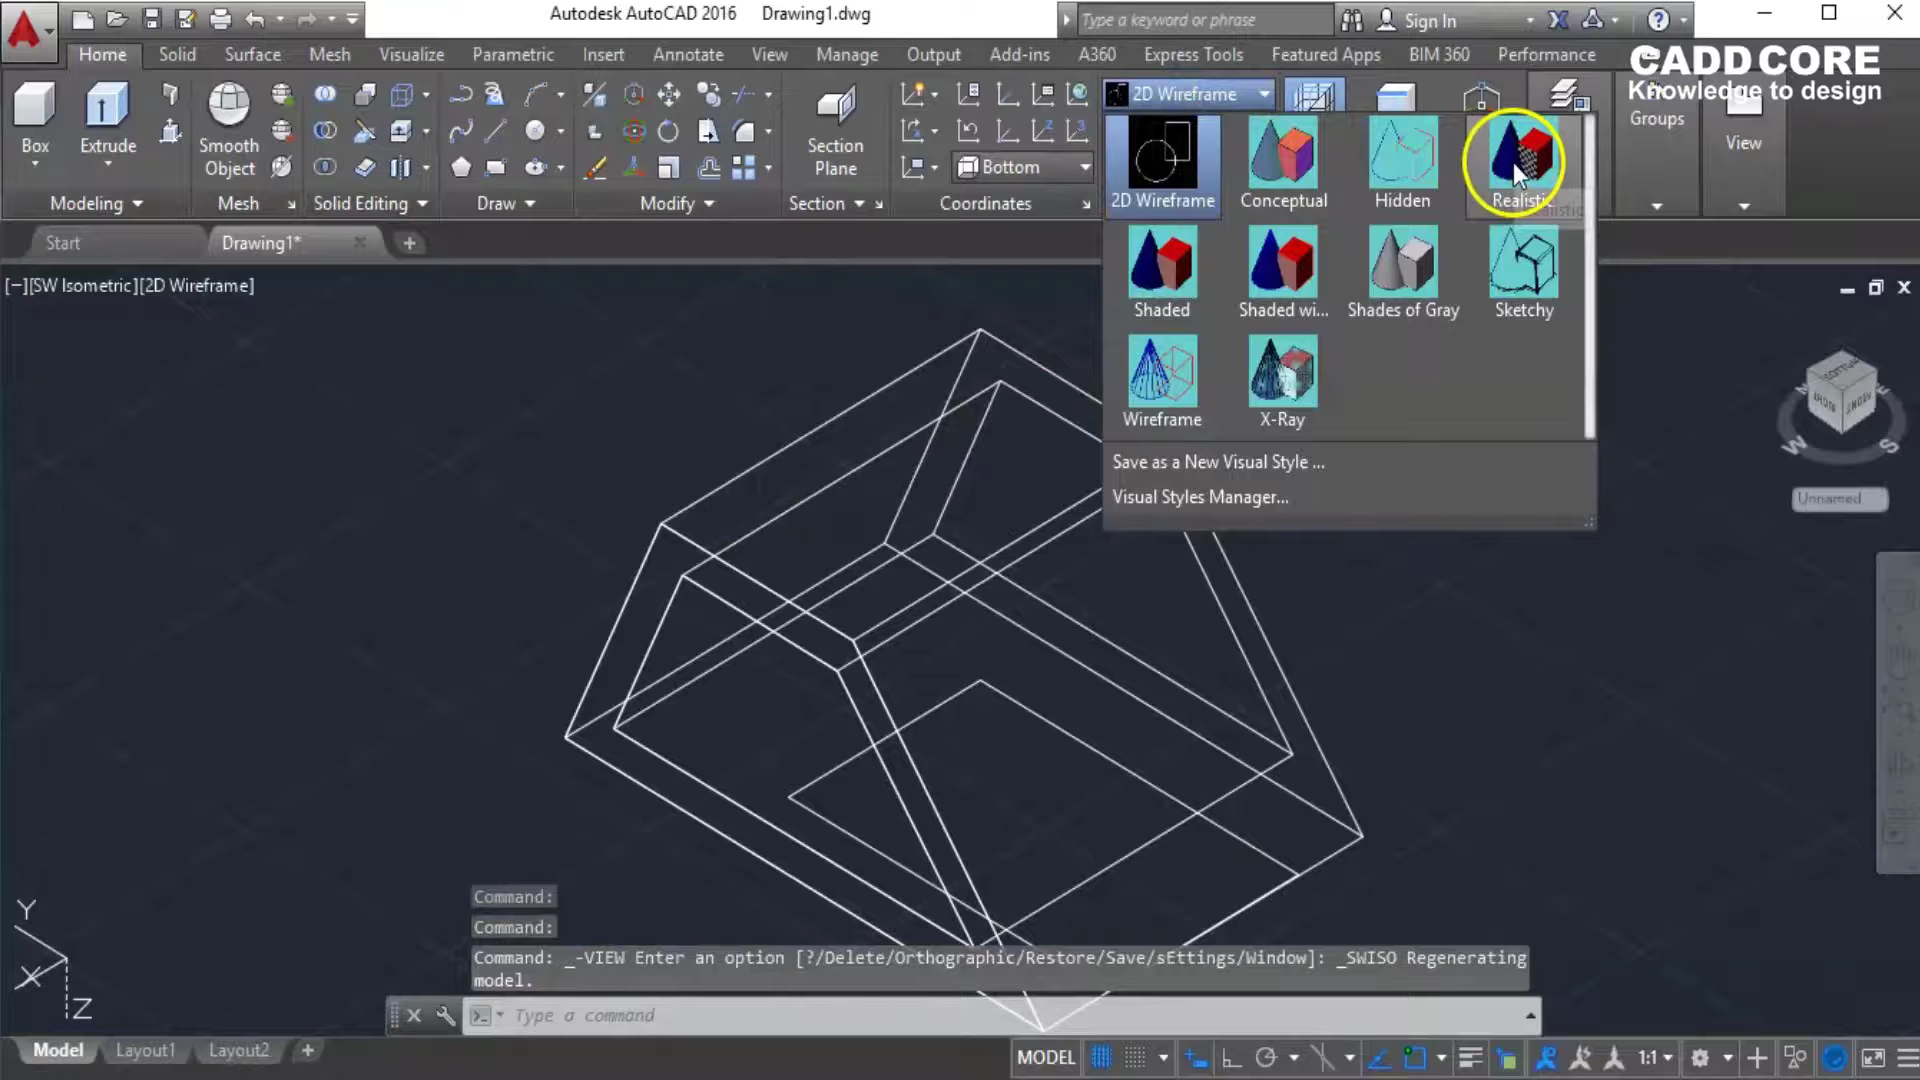 Autodesk AutoCAD 2016 Drawing1.dwg
Type a keyword or phrase
Sign In
Home Solid Surface Mesh Visualize Parametric Insert Annotate View Manage Output Add-ins A360 Express Tools Featured Apps BIM 360 Performance
CADD CORE
Knowledge to design
Box
Extrude
Smooth
Object
Section
Plane
2D Wireframe
Bottom
Groups
View
Modeling
Mesh
Solid Editing
Draw
Modify
Section
Coordinates
2D Wireframe
Conceptual
Hidden
Realistic
Shaded
Shaded wi...
Shades of Gray
Sketchy
Wireframe
X-Ray
Save as a New Visual Style ...
Visual Styles Manager...
Start
Drawing1*
[−][SW Isometric][2D Wireframe]
BOTTOM
RIGHT
FRONT
W
S
Unnamed
Y
X
Z
Command:
Command:
Command: _-VIEW Enter an option [?/Delete/Orthographic/Restore/Save/sEttings/Window]: _SWISO Regenerating
model.
Type a command
Model Layout1 Layout2
MODEL
1:1